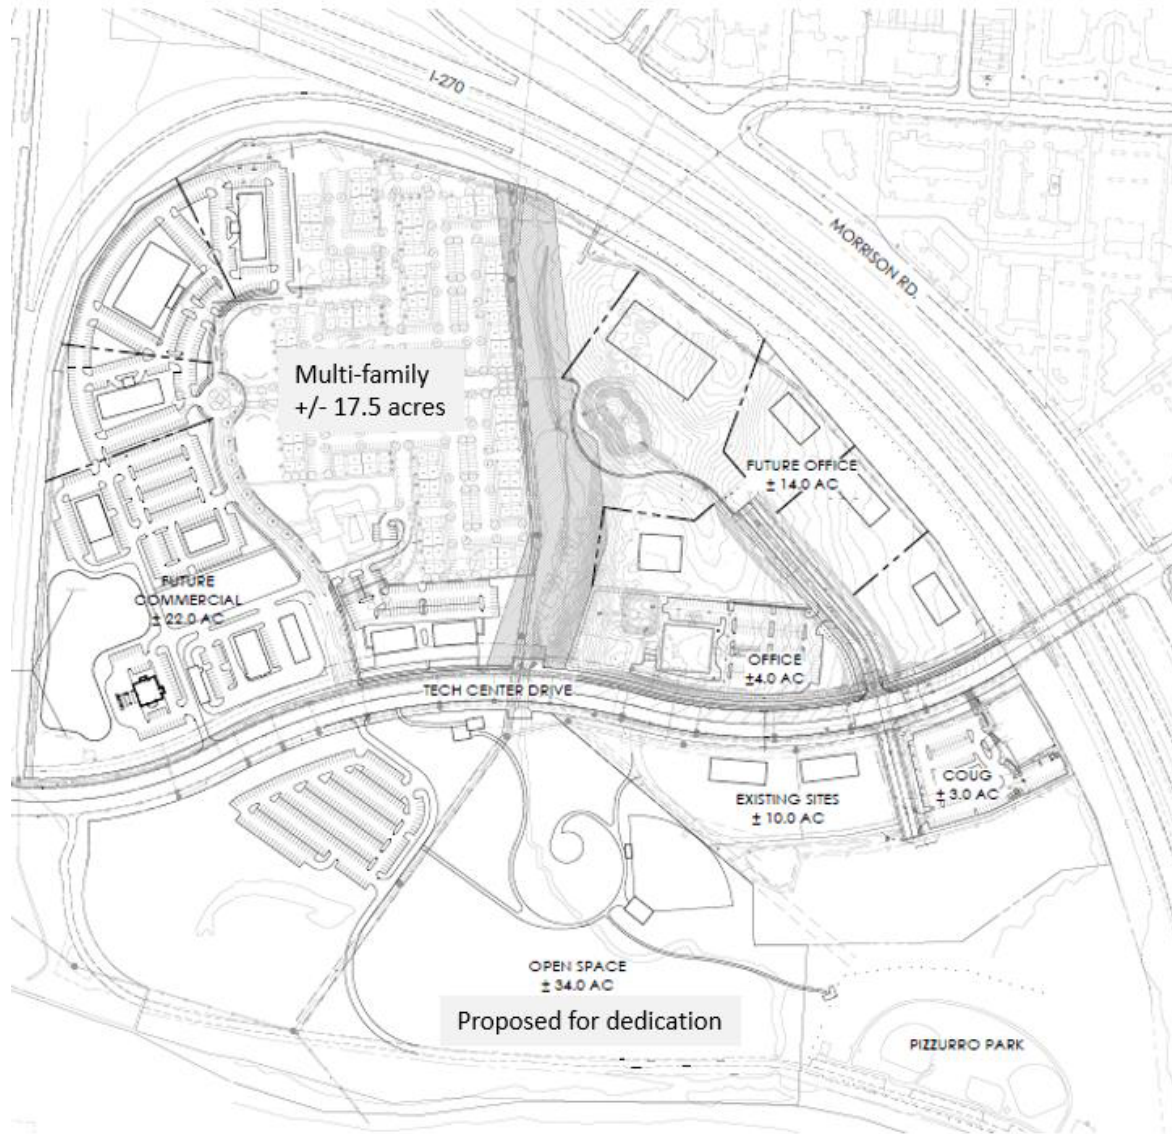 I-270
MORRISON RD.
Multi-family
+/- 17.5 acres
FUTURE OFFICE
± 14.0 AC
FUTURE
COMMERCIAL
± 22.0 AC
OFFICE
±4.0 AC
TECH CENTER DRIVE
COUG
± 3.0 AC
EXISTING SITES
± 10.0 AC
OPEN SPACE
± 34.0 AC
Proposed for dedication
PIZZURRO PARK